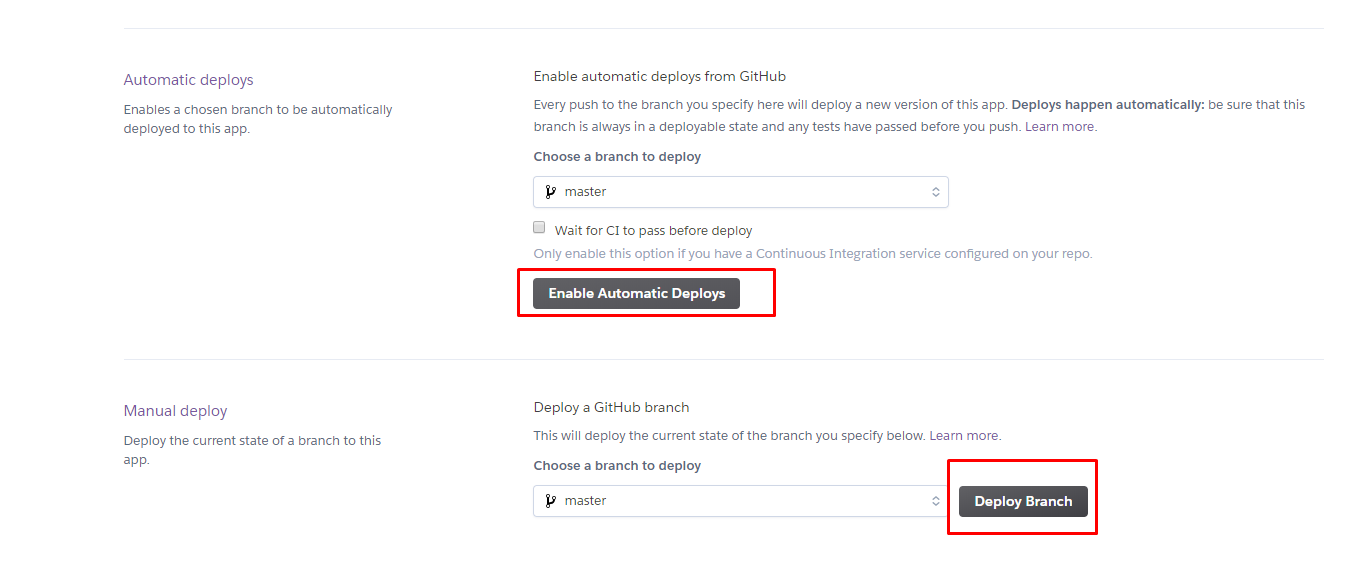 Automatic deploys
Enables a chosen branch to be automatically
deployed to this app.
Enable automatic deploys from GitHub
Every push to the branch you specify here will deploy a new version of this app. Deploys happen automatically: be sure that this
branch is always in a deployable state and any tests have passed before you push. Learn more.
Choose a branch to deploy
master
Wait for CI to pass before deploy
Only enable this option if you have a Continuous Integration service configured on your repo.
Enable Automatic Deploys
Manual deploy
Deploy the current state of a branch to this
app.
Deploy a GitHub branch
This will deploy the current state of the branch you specify below. Learn more.
Choose a branch to deploy
master
Deploy Branch